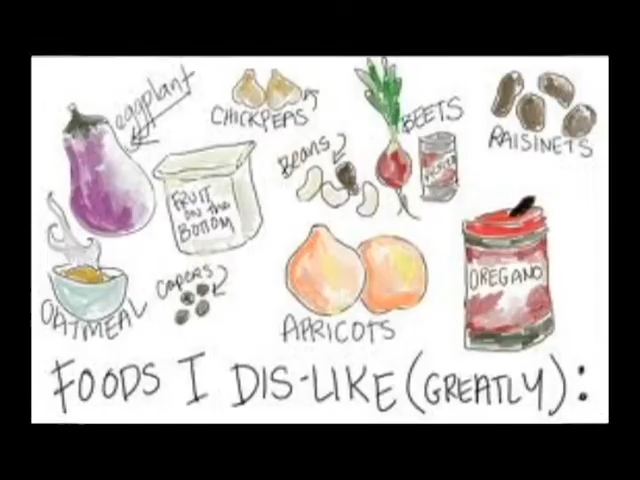 eggplant
CHICKPEAS
BEETS
RAISINETS
Beans
FRUIT
on the
BOTTOM
OREGANO
Capers
OATMEAL
APRICOTS
FOODS I DIS-LIKE (GREATLY):